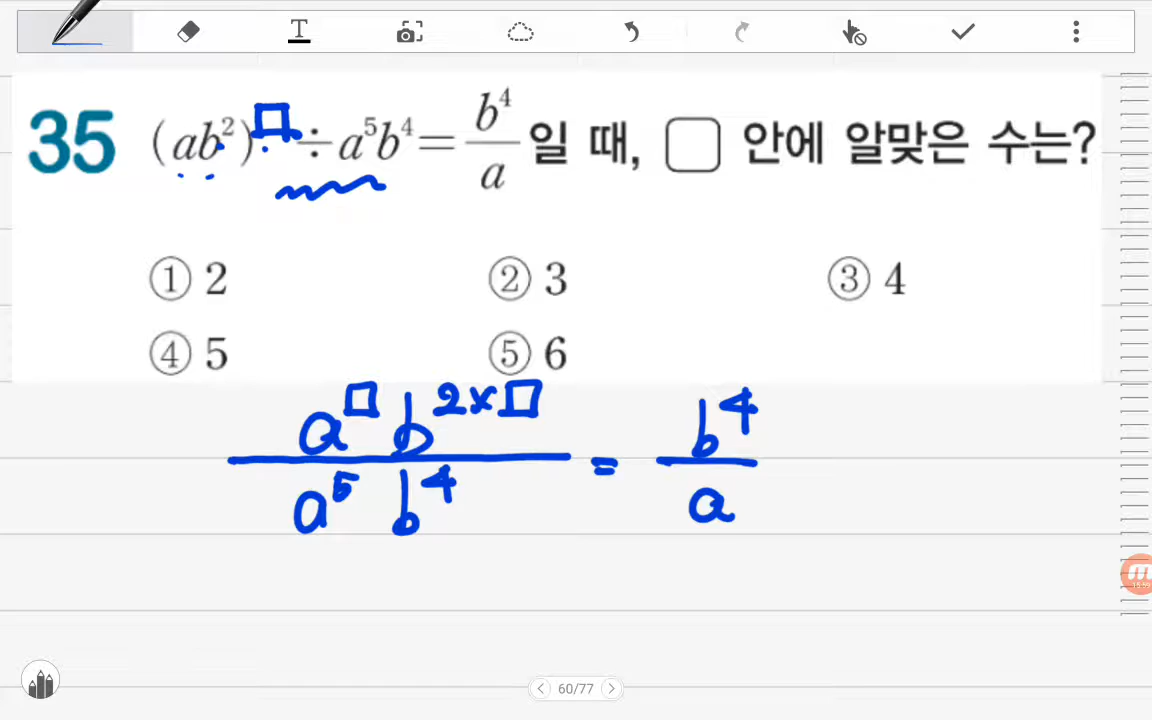 T
35 (ab²)□ ÷ a⁵b⁴ = b⁴/a 일 때, □ 안에 알맞은 수는?
① 2 ② 3 ③ 4
④ 5 ⑤ 6
a^□ b^(2×□) / a⁵ b⁴ = b⁴ / a
60/77